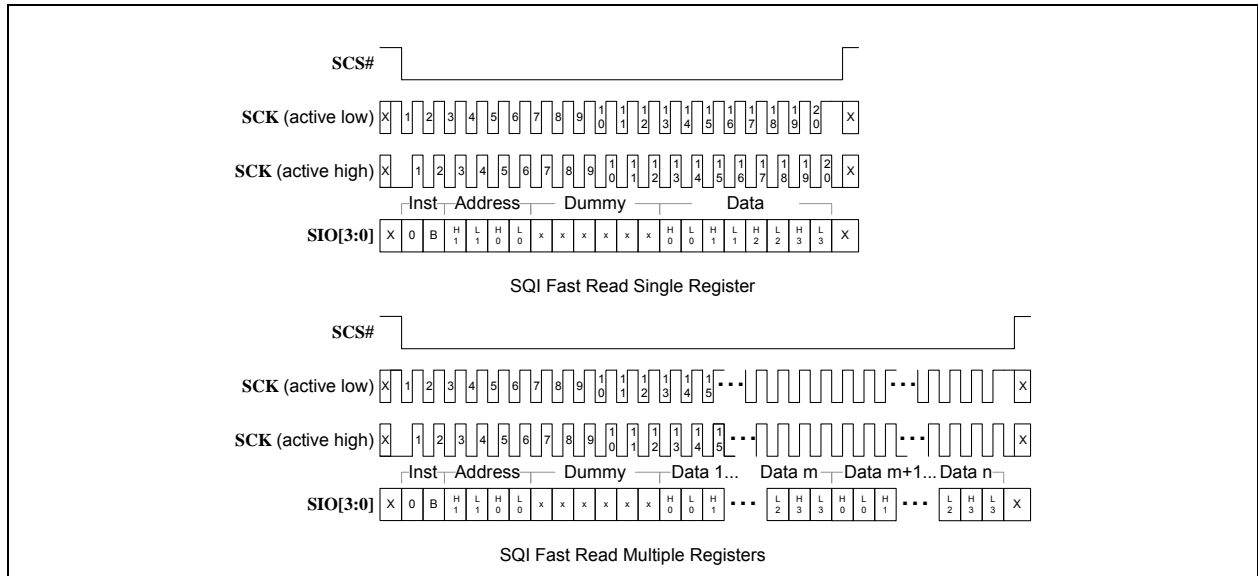 SCS#
SCK (active low) X 1 2 3 4 5 6 7 8 9 10 11 12 13 14 15 16 17 18 19 20 X
SCK (active high) X 1 2 3 4 5 6 7 8 9 10 11 12 13 14 15 16 17 18 19 20 X
Inst Address Dummy Data
SIO[3:0] X 0 B H1 L1 H0 L0 x x x x x x H0 L0 H1 L1 H2 L2 H3 L3 X
SQI Fast Read Single Register
SCS#
SCK (active low) X 1 2 3 4 5 6 7 8 9 10 11 12 13 14 15 ... ... X
SCK (active high) X 1 2 3 4 5 6 7 8 9 10 11 12 13 14 15 ... ... X
Inst Address Dummy Data 1... Data m Data m+1... Data n
SIO[3:0] X 0 B H1 L1 H0 L0 x x x x x x H0 L0 H1 ... L2 H3 L3 H0 L0 H1 ... L2 H3 L3 X
SQI Fast Read Multiple Registers